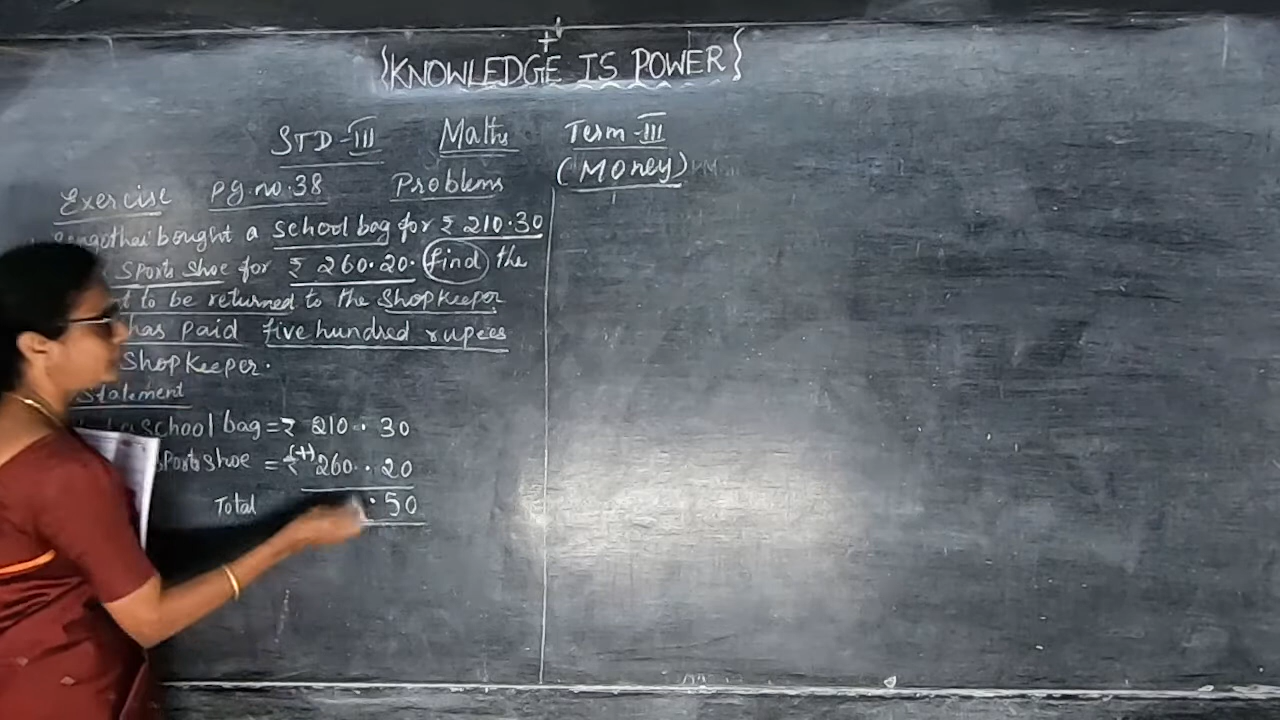 {KNOWLEDGE IS POWER}
STD-III Maths Term-III
(Money)
Exercise Pg.no.38 Problems
bought a school bag for ₹ 210.30
Sports shoe for ₹ 260.20. find the
to be returned to the Shopkeeper
has paid five hundred rupees
Shopkeeper.
Statement
school bag = ₹ 210.30
sports shoe = ₹ (+) 260.20
Total .50